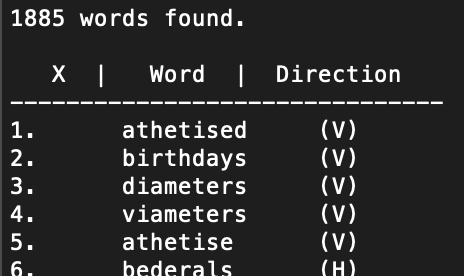 1885 words found.
X | Word | Direction
--------------------------------
1. athetised (V)
2. birthdays (V)
3. diameters (V)
4. viameters (V)
5. athetise (V)
6. bederals (H)